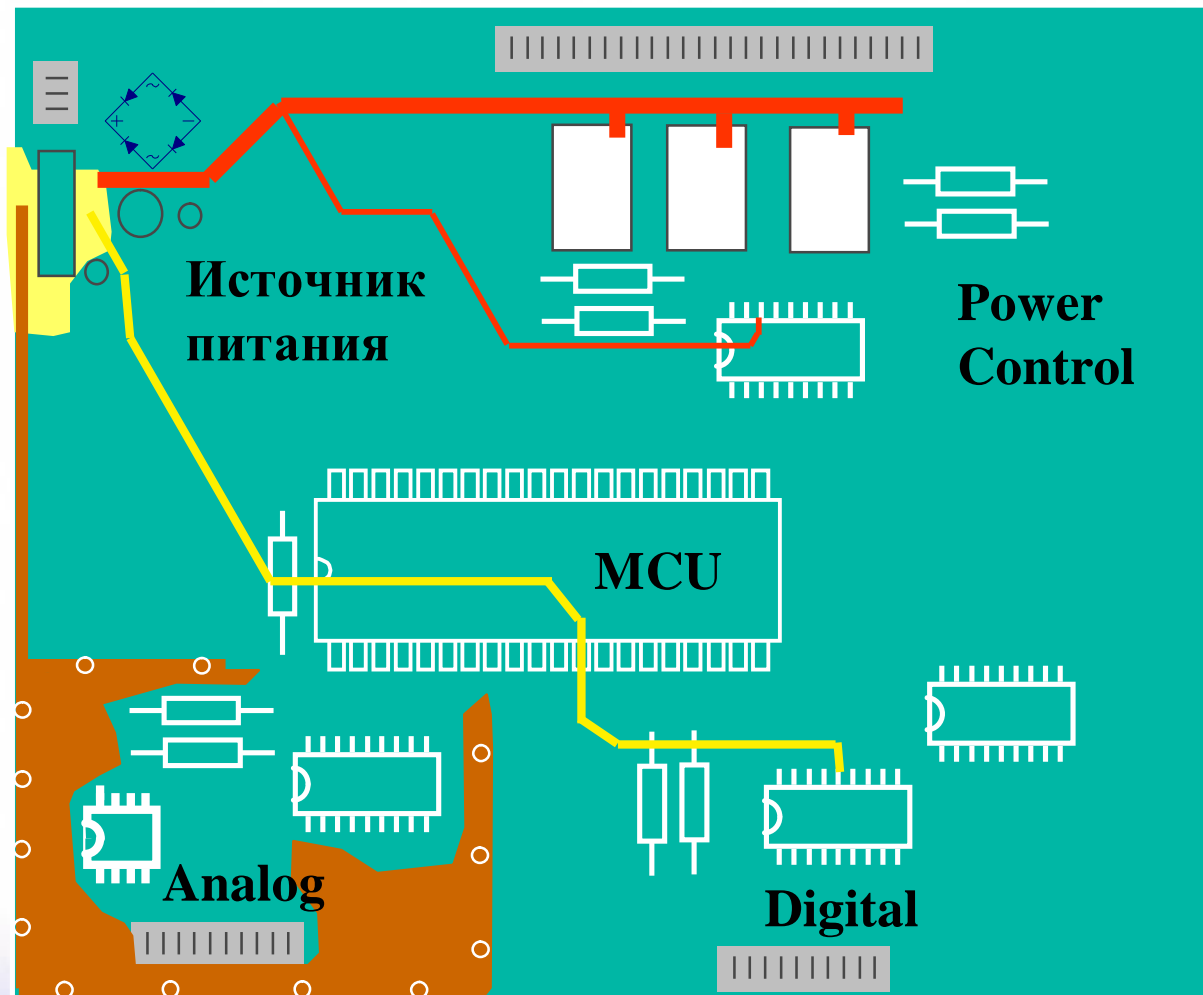 Источник
питания
Power
Control
MCU
Analog
Digital